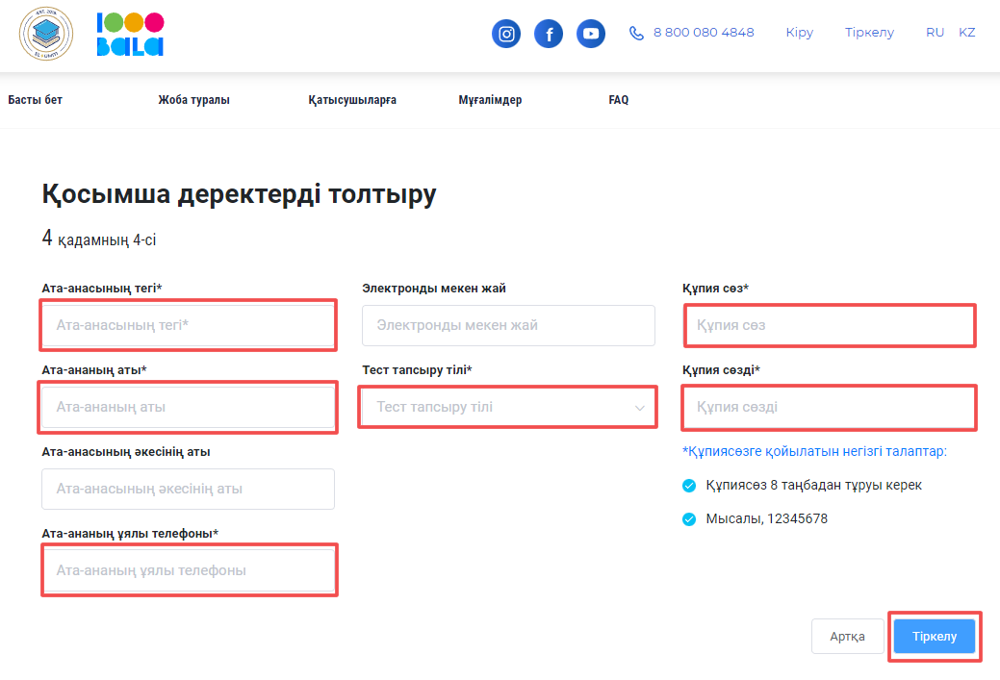 EST. 2018
EL-ÚMITI
1000
bala
8 800 080 4848
Кіру
Тіркелу
RU
KZ
Басты бет
Жоба туралы
Қатысушыларға
Мұғалімдер
FAQ
Қосымша деректерді толтыру
4 қадамның 4-сі
Ата-анасының тегі*
Ата-анасының тегі*
Ата-ананың аты*
Ата-ананың аты
Ата-анасының әкесінің аты
Ата-анасының әкесінің аты
Ата-ананың ұялы телефоны*
Ата-ананың ұялы телефоны
Электронды мекен жай
Электронды мекен жай
Тест тапсыру тілі*
Тест тапсыру тілі
Құпия сөз*
Құпия сөз
Құпия сөзді*
Құпия сөзді
*Құпиясөзге қойылатын негізгі талаптар:
Құпиясөз 8 таңбадан тұруы керек
Мысалы, 12345678
Артқа
Тіркелу